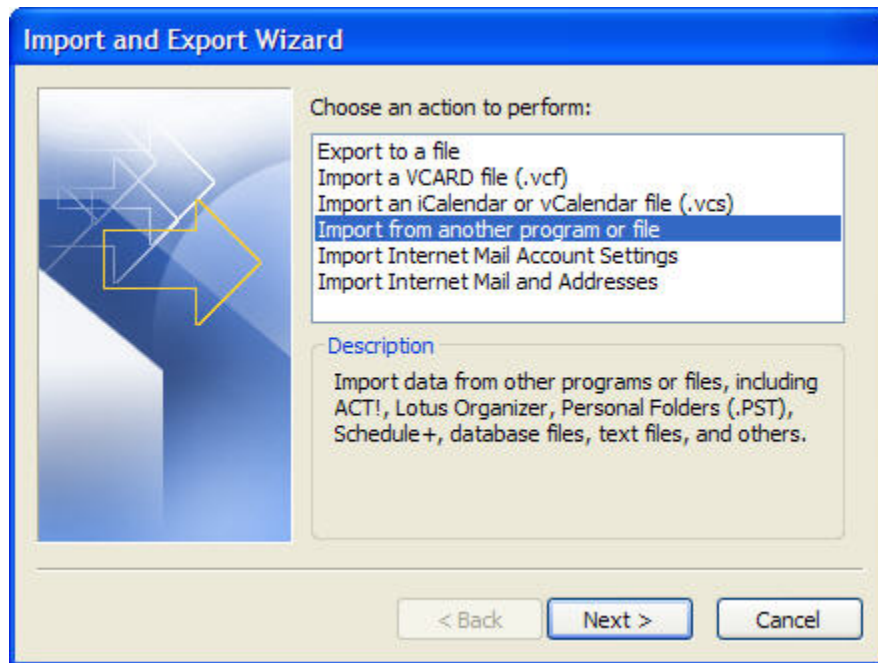 Import and Export Wizard
Choose an action to perform:
Export to a file
Import a VCARD file (.vcf)
Import an iCalendar or vCalendar file (.vcs)
Import from another program or file
Import Internet Mail Account Settings
Import Internet Mail and Addresses
Description
Import data from other programs or files, including
ACT!, Lotus Organizer, Personal Folders (.PST),
Schedule+, database files, text files, and others.
< Back
Next >
Cancel